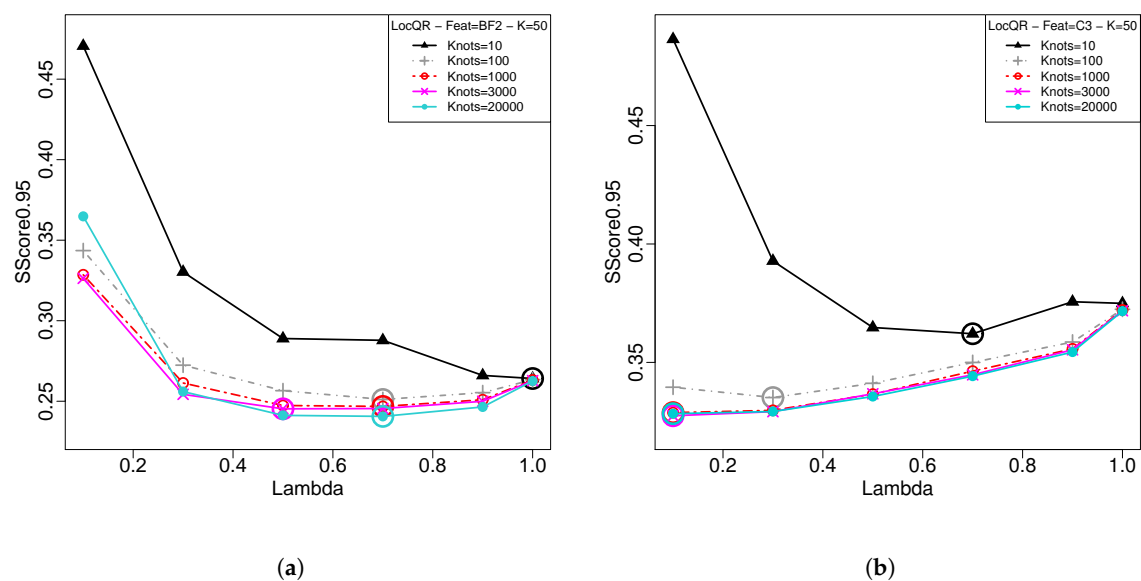 LocQR − Feat=BF2 − K=50
Knots=10
Knots=100
Knots=1000
Knots=3000
Knots=20000
SScore0.95
0.45
0.40
0.35
0.30
0.25
0.2 0.4 0.6 0.8 1.0
Lambda
(a)
LocQR − Feat=C3 − K=50
Knots=10
Knots=100
Knots=1000
Knots=3000
Knots=20000
SScore0.95
0.45
0.40
0.35
0.2 0.4 0.6 0.8 1.0
Lambda
(b)